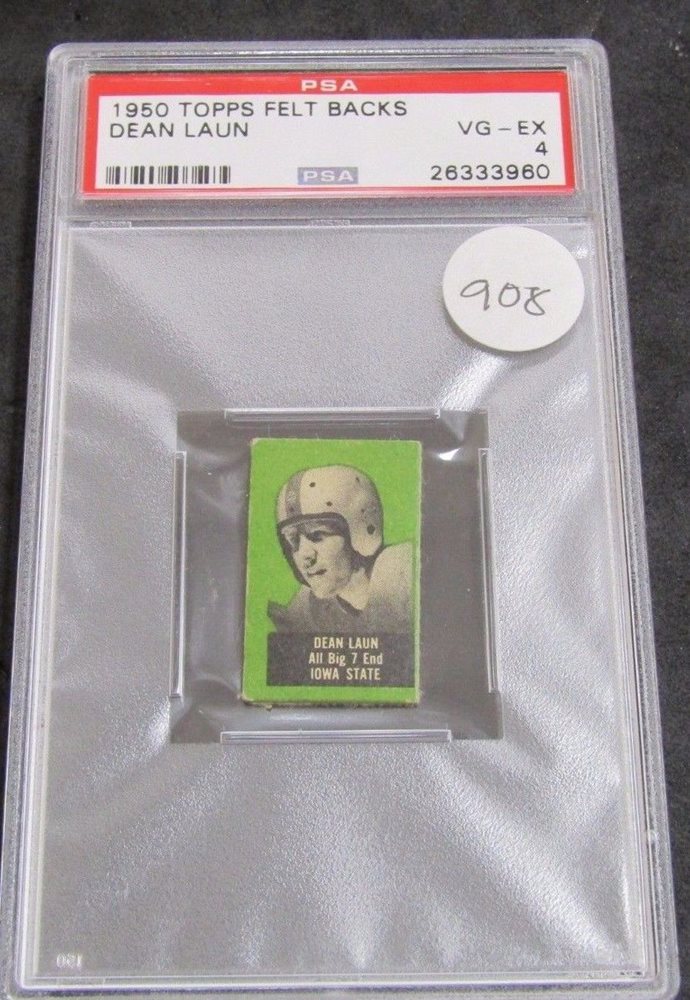 PSA
1950 TOPPS FELT BACKS
DEAN LAUN VG - EX
4
PSA 26333960
908
DEAN LAUN
All Big 7 End
IOWA STATE